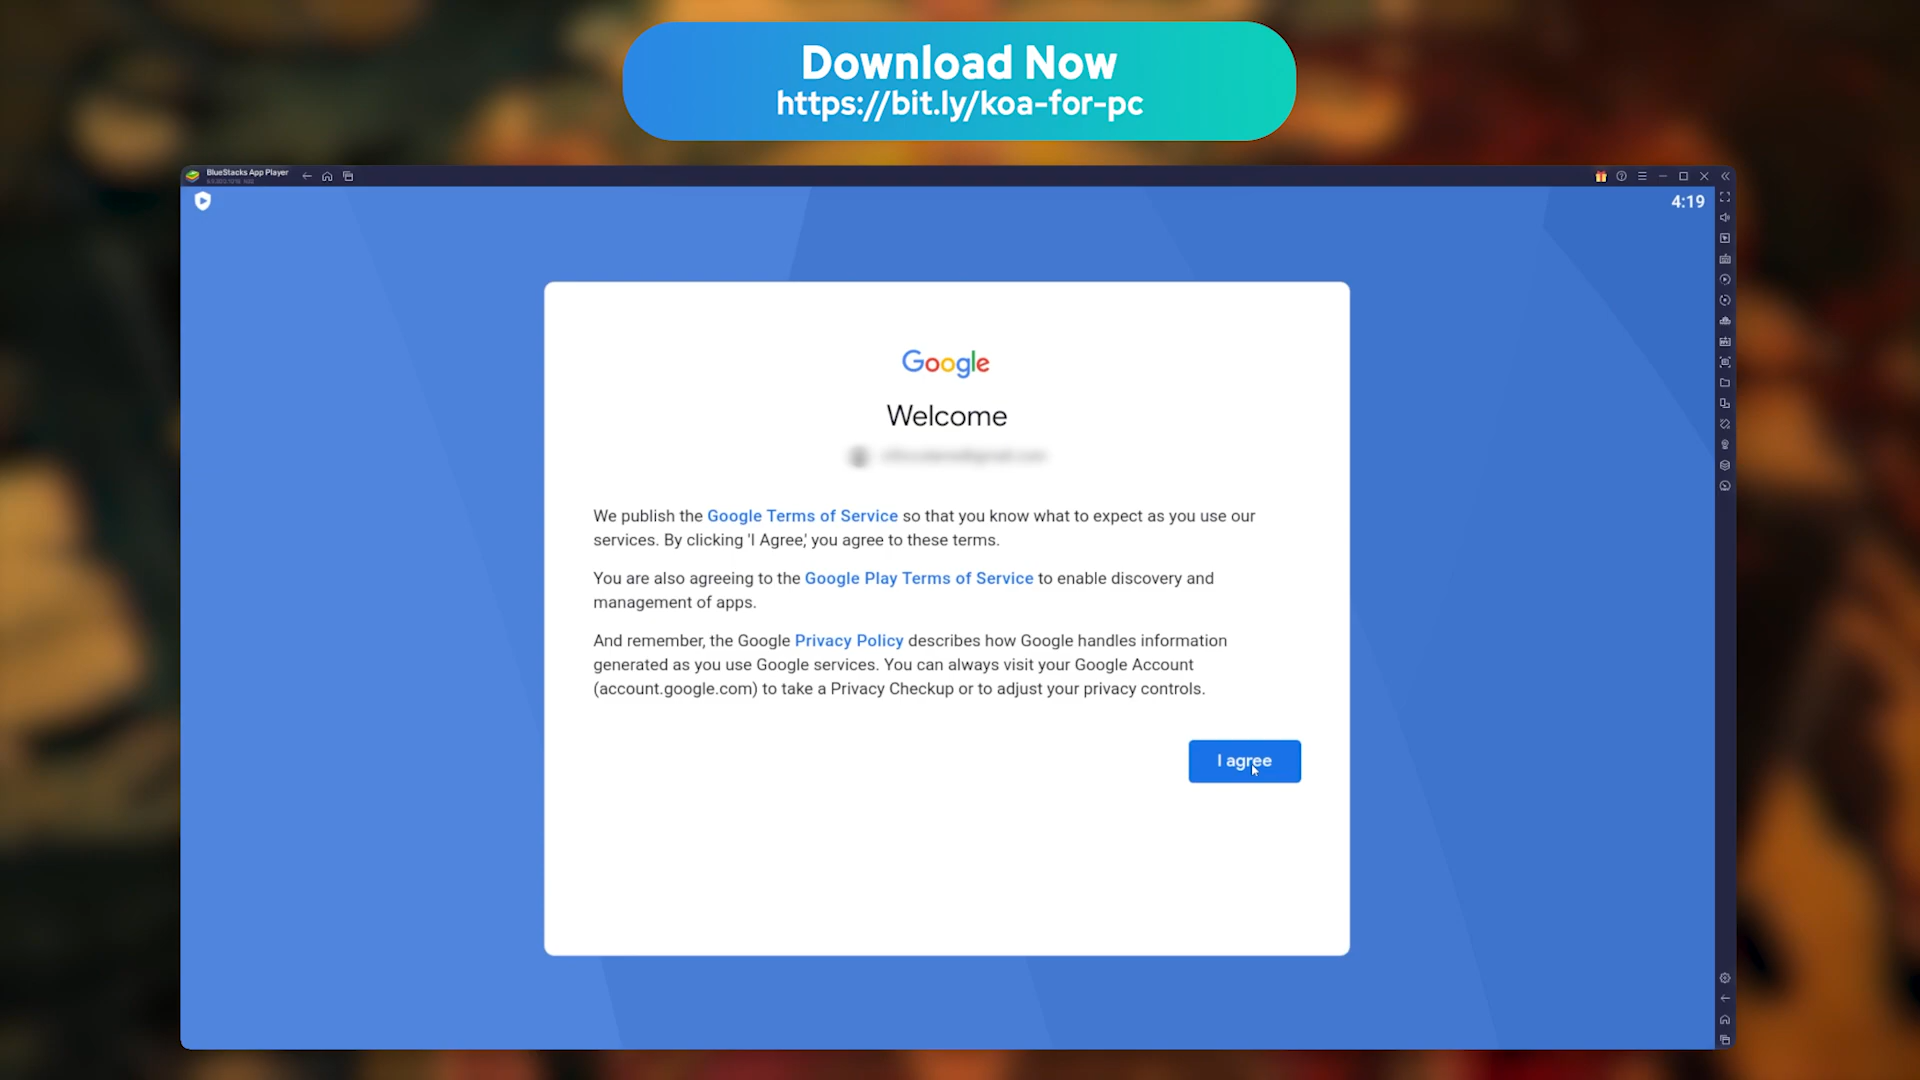 Download Now
https://bit.ly/koa-for-pc
BlueStacks App Player
4:19
Google
Welcome
We publish the Google Terms of Service so that you know what to expect as you use our
services. By clicking 'I Agree,' you agree to these terms.
You are also agreeing to the Google Play Terms of Service to enable discovery and
management of apps.
And remember, the Google Privacy Policy describes how Google handles information
generated as you use Google services. You can always visit your Google Account
(account.google.com) to take a Privacy Checkup or to adjust your privacy controls.
I agree